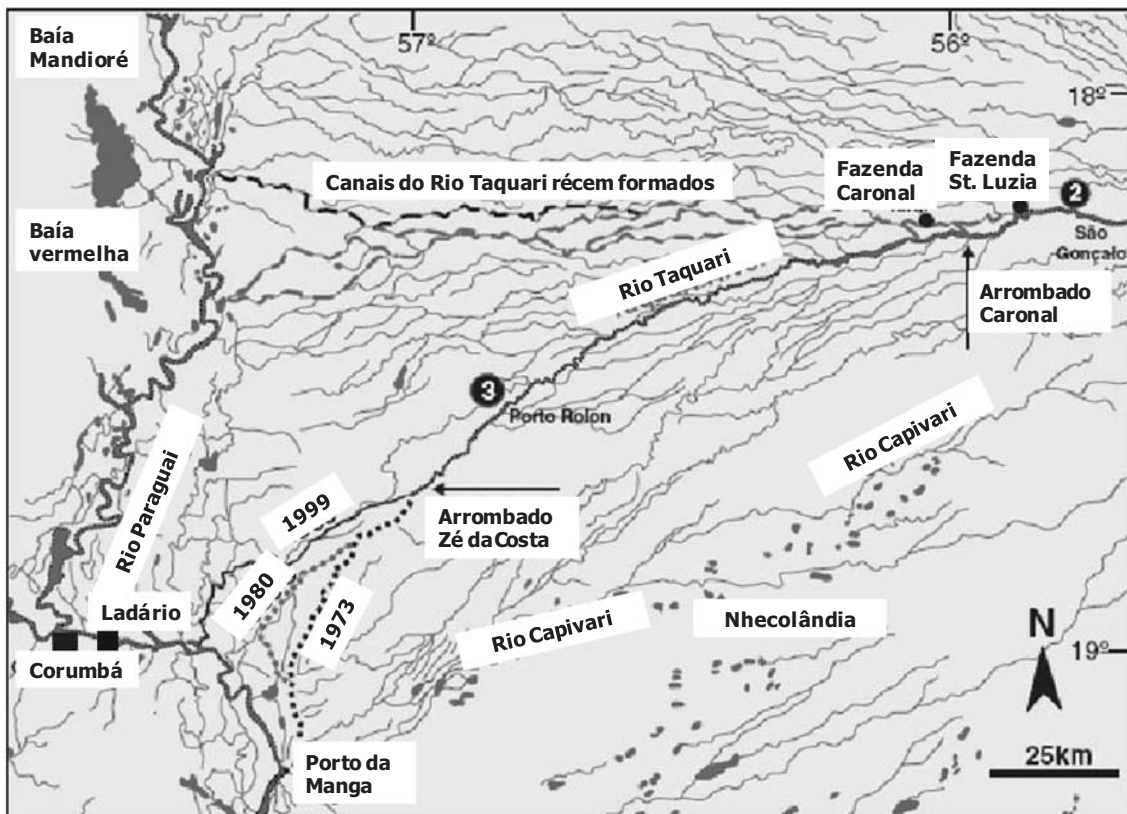 Baía
Mandioré
57º
56º
18º
Canais do Rio Taquari récem formados
Fazenda
Caronal
Fazenda
St. Luzia
2
São
Gonçalo
Baía
vermelha
Rio Taquari
Arrombado
Caronal
3
Porto Rolon
Rio Capivari
Rio Paraguai
1999
Arrombado
Zé da Costa
1980
1973
Ladário
Rio Capivari
Nhecolândia
N
Corumbá
19º
Porto da
Manga
25km